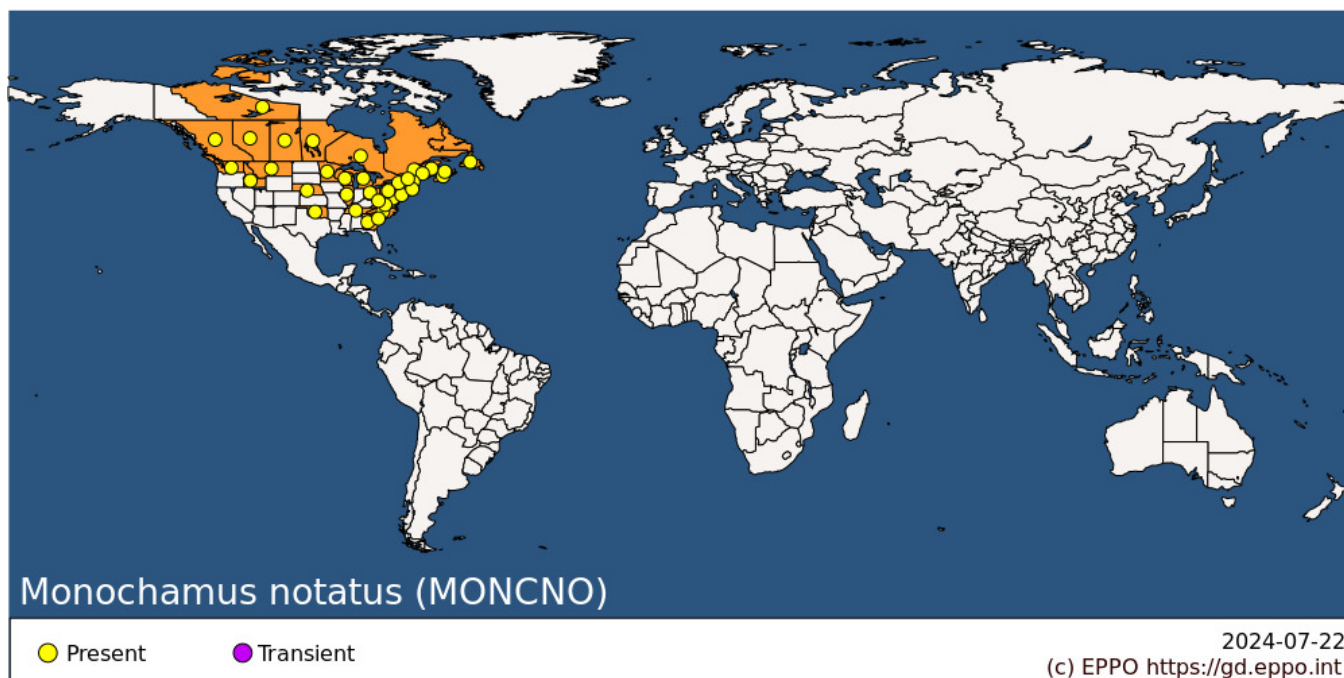 Monochamus notatus (MONCNO)
Present
Transient
2024-07-22
(c) EPPO https://gd.eppo.int